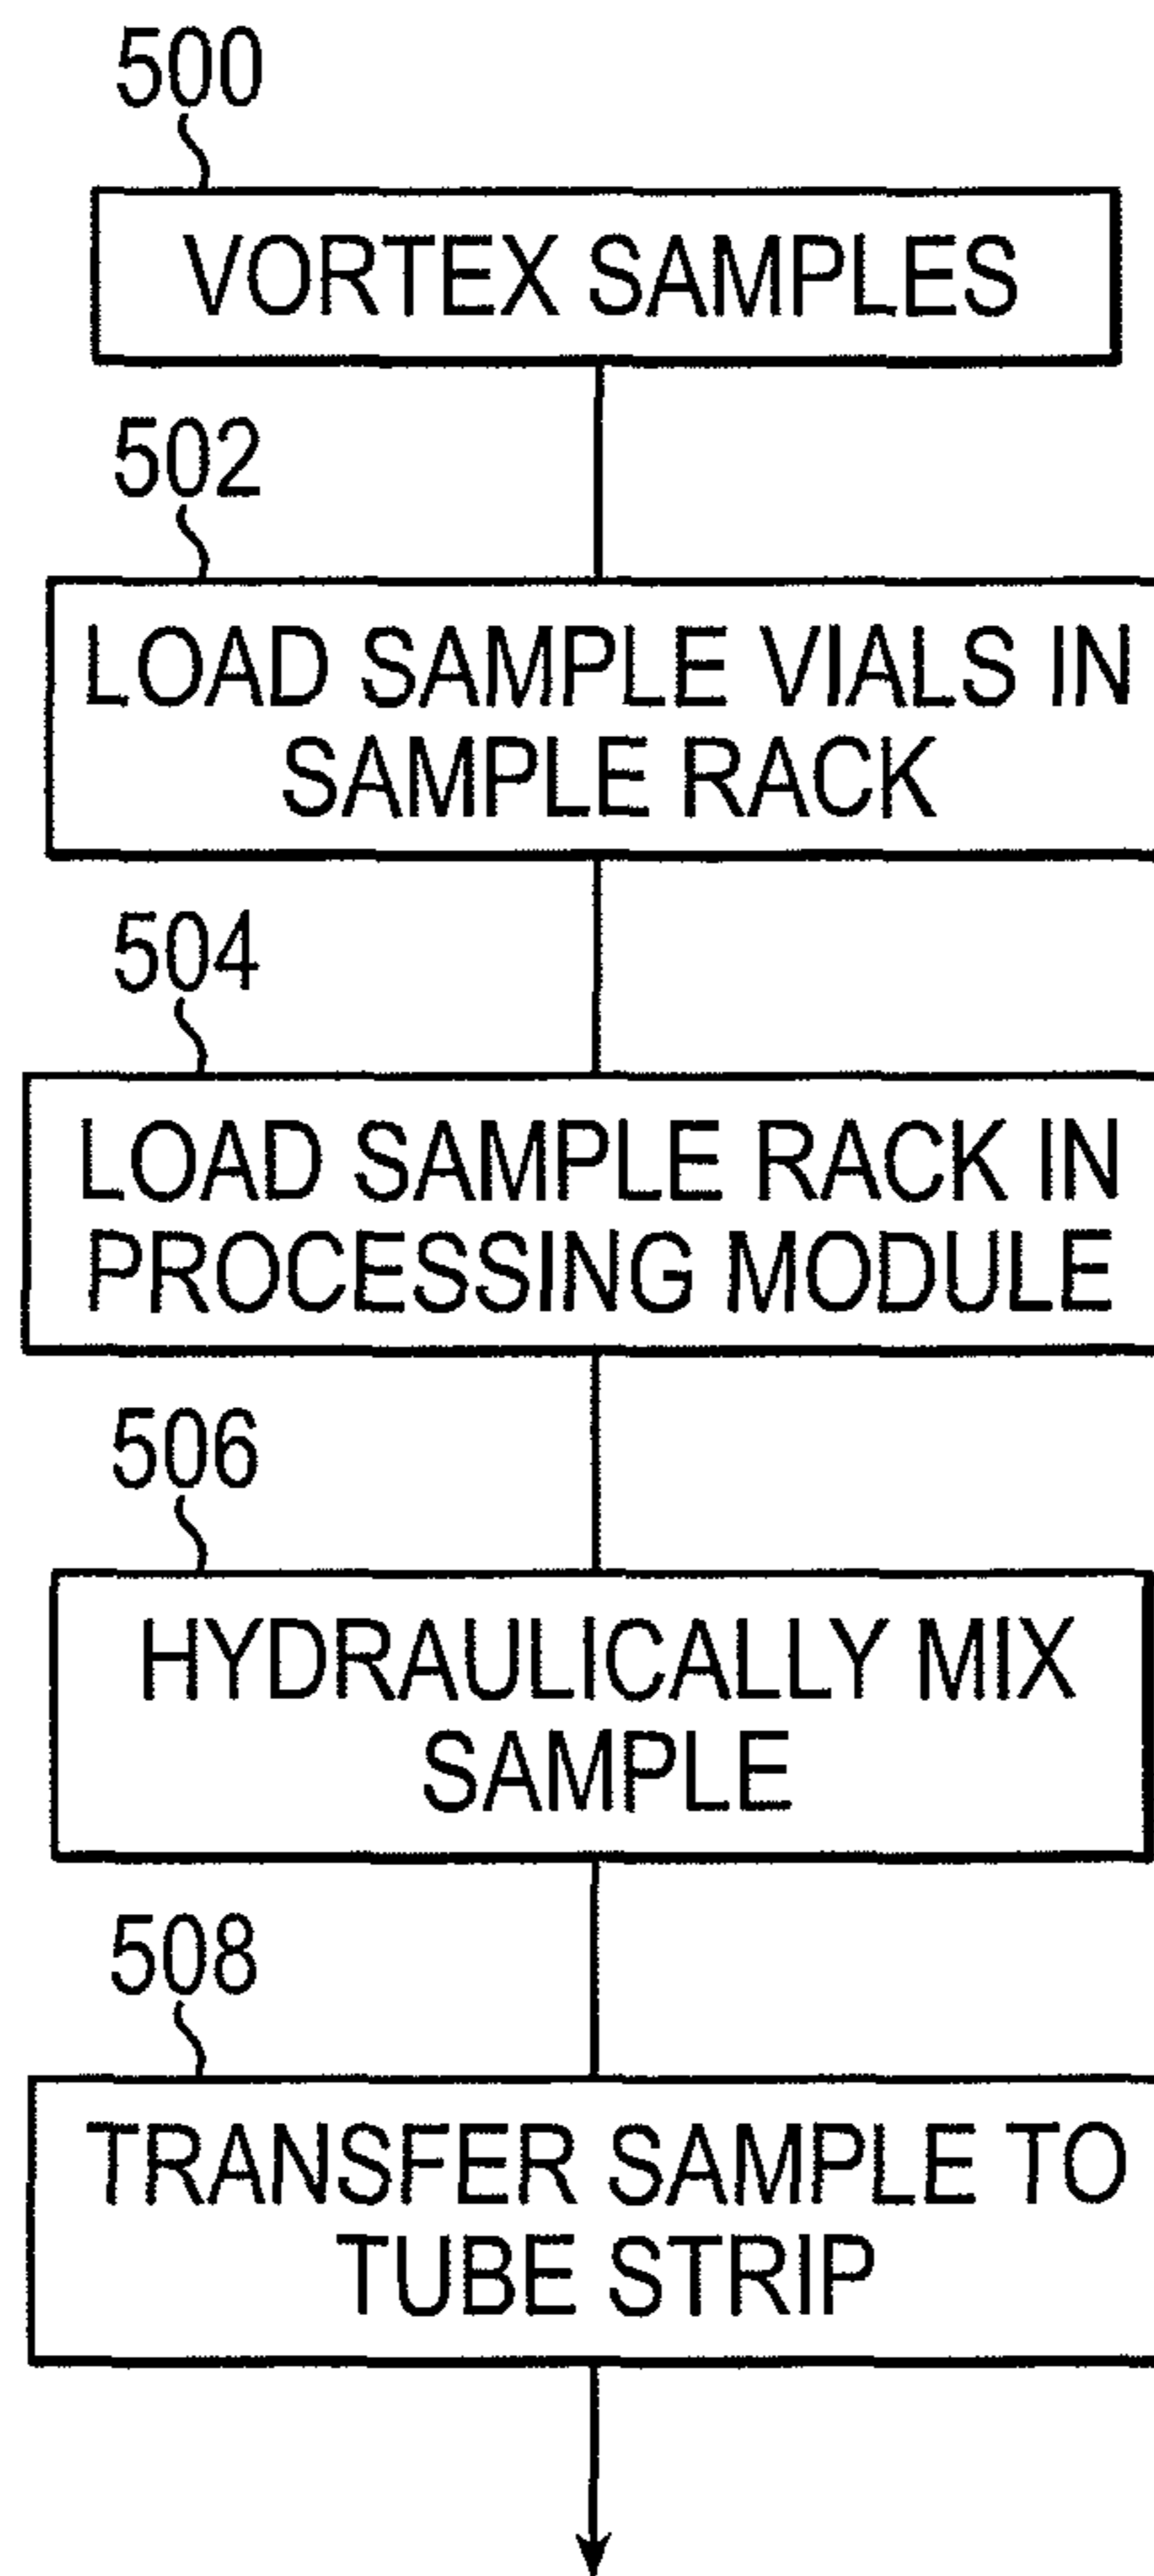 500
VORTEX SAMPLES
502
LOAD SAMPLE VIALS IN
SAMPLE RACK
504
LOAD SAMPLE RACK IN
PROCESSING MODULE
506
HYDRAULICALLY MIX
SAMPLE
508
TRANSFER SAMPLE TO
TUBE STRIP